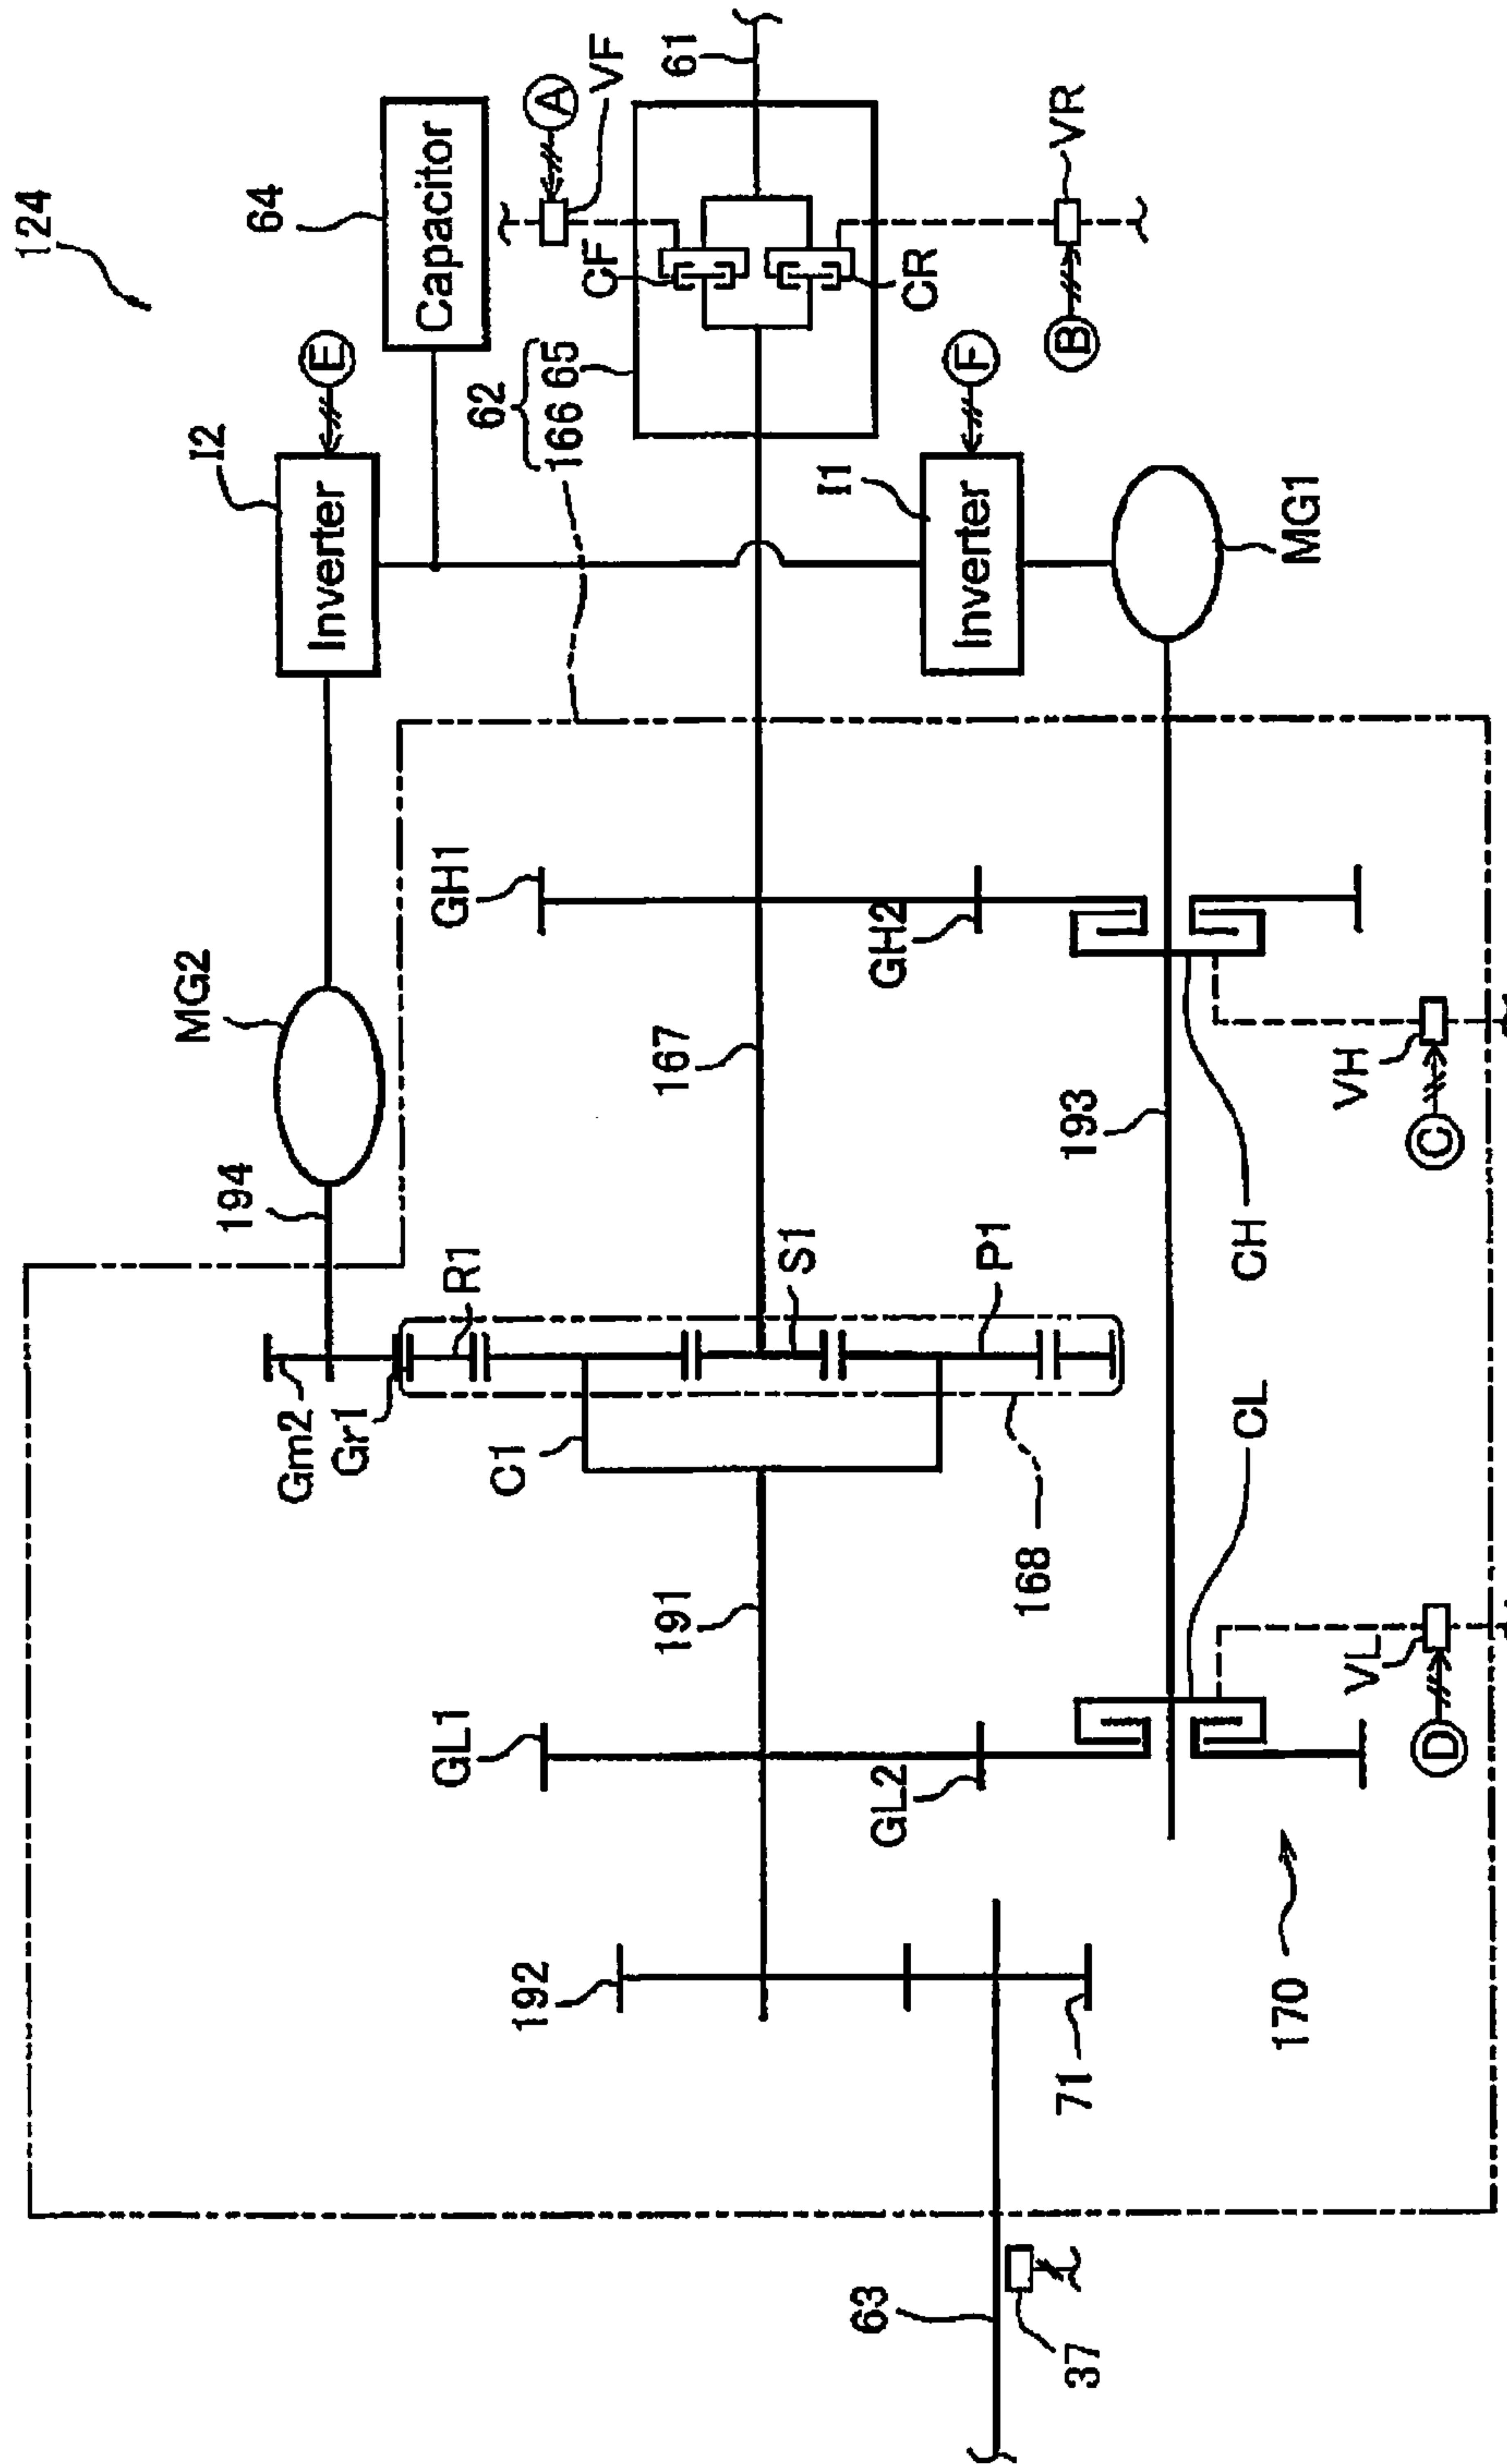 124
64
Capacitor
A
VF
61
E
I2
Inverter
62
65
166
CF
CR
VR
B
F
I1
Inverter
MG1
MG2
194
GH1
GH2
167
193
VH
C
CH
R1
S1
P1
Gm2
Gr1
C1
168
CL
191
GL1
GL2
VL
D
192
71
170
63
37